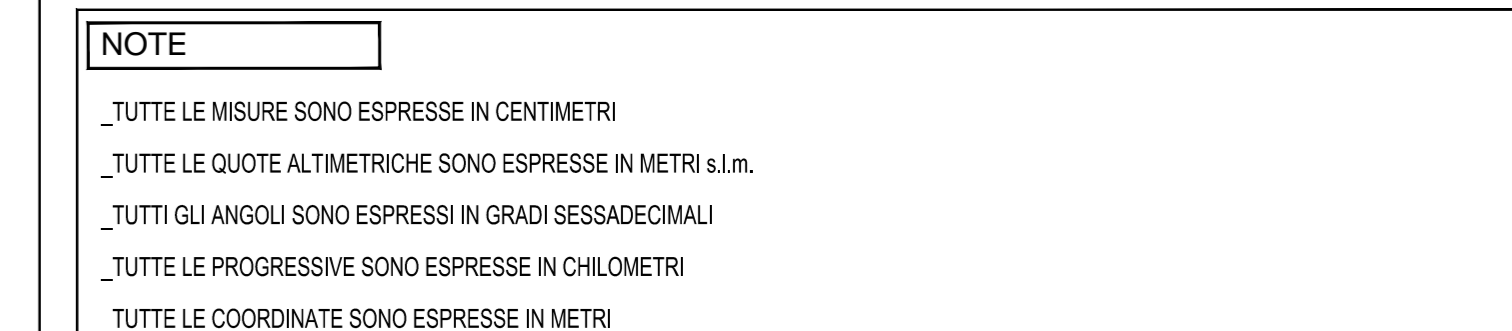 NOTE
_TUTTE LE MISURE SONO ESPRESSE IN CENTIMETRI
_TUTTE LE QUOTE ALTIMETRICHE SONO ESPRESSE IN METRI s.l.m.
_TUTTI GLI ANGOLI SONO ESPRESSI IN GRADI SESSADECIMALI
_TUTTE LE PROGRESSIVE SONO ESPRESSE IN CHILOMETRI
TUTTE LE COORDINATE SONO ESPRESSE IN METRI